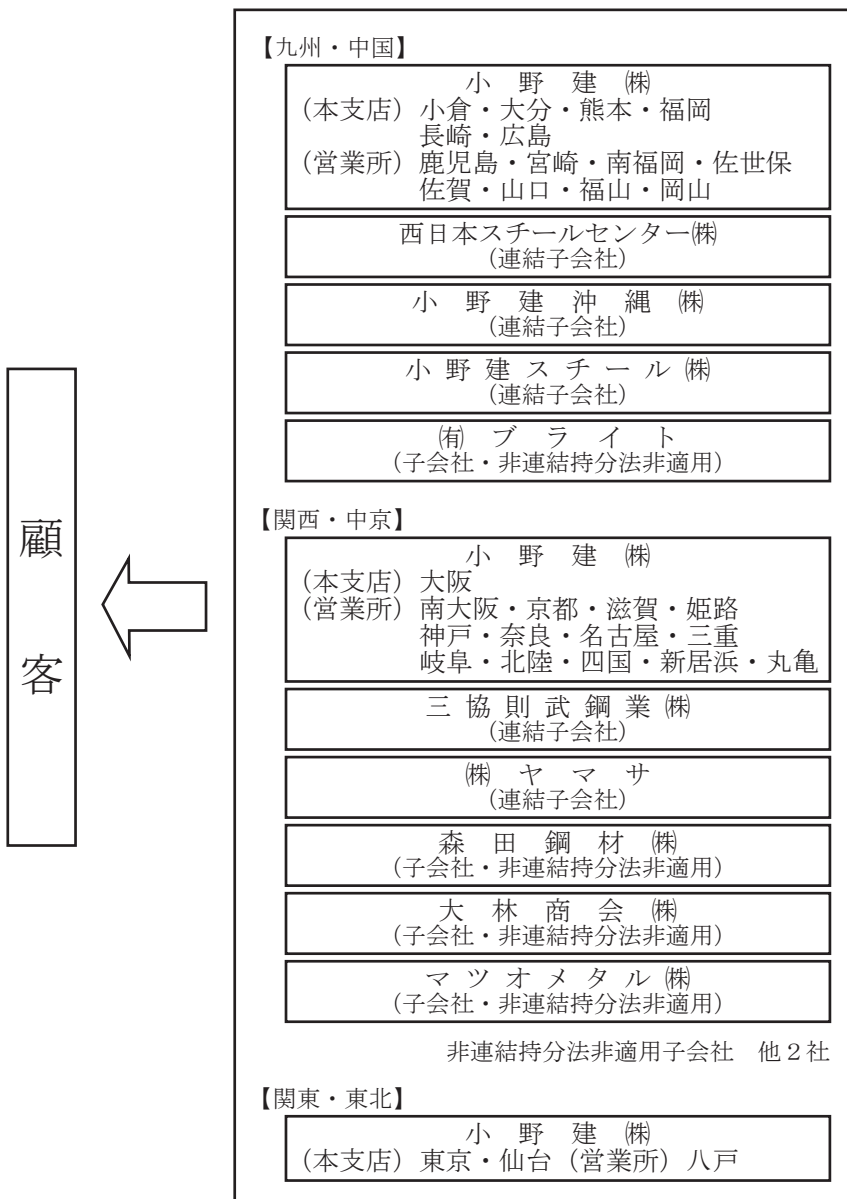 【九州・中国】
小野建㈱
（本支店）小倉・大分・熊本・福岡
長崎・広島
（営業所）鹿児島・宮崎・南福岡・佐世保
佐賀・山口・福山・岡山
西日本スチールセンター㈱
（連結子会社）
小野建沖縄㈱
（連結子会社）
小野建スチール㈱
（連結子会社）
㈲ブライト
（子会社・非連結持分法非適用）
顧客
【関西・中京】
小野建㈱
（本支店）大阪
（営業所）南大阪・京都・滋賀・姫路
神戸・奈良・名古屋・三重
岐阜・北陸・四国・新居浜・丸亀
三協則武鋼業㈱
（連結子会社）
㈱ヤマサ
（連結子会社）
森田鋼材㈱
（子会社・非連結持分法非適用）
大林商会㈱
（子会社・非連結持分法非適用）
マツオメタル㈱
（子会社・非連結持分法非適用）
非連結持分法非適用子会社　他２社
【関東・東北】
小野建㈱
（本支店）東京・仙台（営業所）八戸